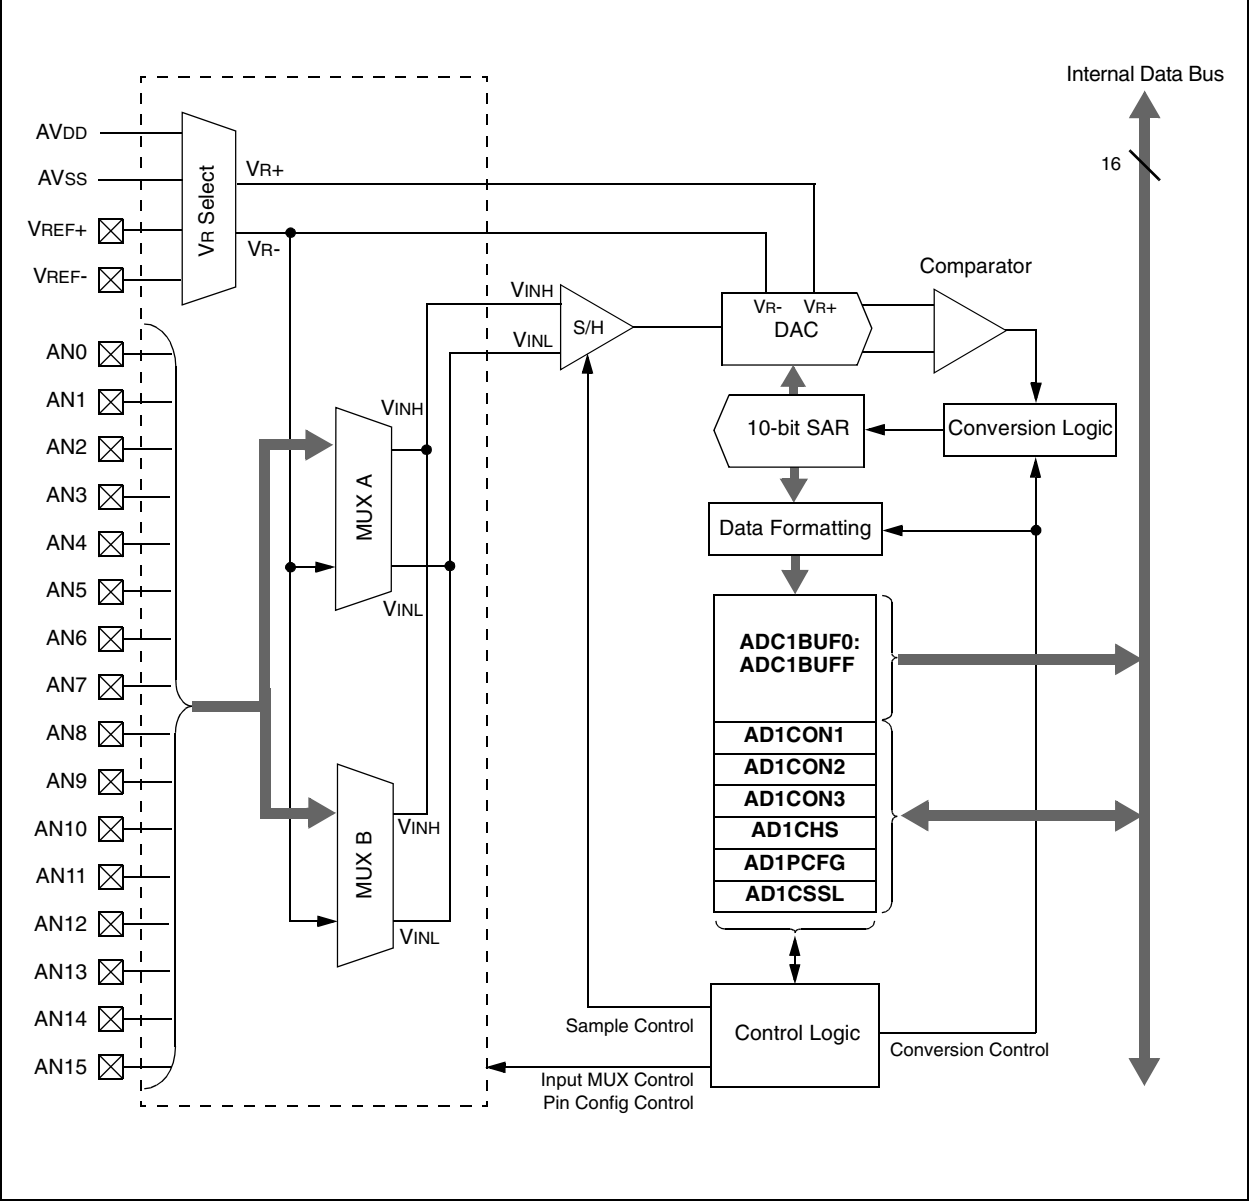 Internal Data Bus
16
AVDD
AVSS
VREF+
VREF-
VR Select
VR+
VR-
AN0
AN1
AN2
AN3
AN4
AN5
AN6
AN7
AN8
AN9
AN10
AN11
AN12
AN13
AN14
AN15
MUX A
VINH
VINL
MUX B
VINH
VINL
VINH
VINL
S/H
VR- VR+
DAC
Comparator
10-bit SAR
Conversion Logic
Data Formatting
ADC1BUF0:
ADC1BUFF
AD1CON1
AD1CON2
AD1CON3
AD1CHS
AD1PCFG
AD1CSSL
Control Logic
Sample Control
Conversion Control
Input MUX Control
Pin Config Control